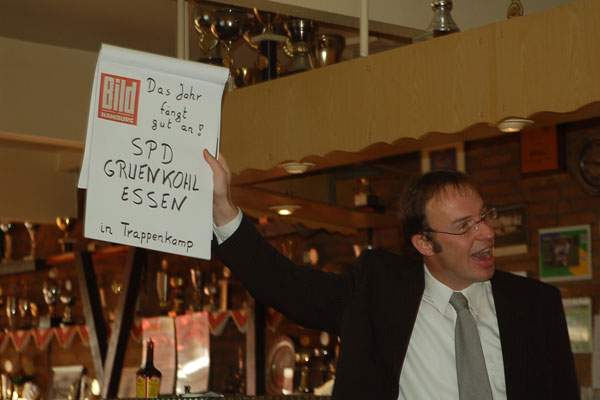 Bild
HAMBURG
Das Jahr
fängt
gut an!
SPD
GRUENKOHL
ESSEN
in Trappenkamp